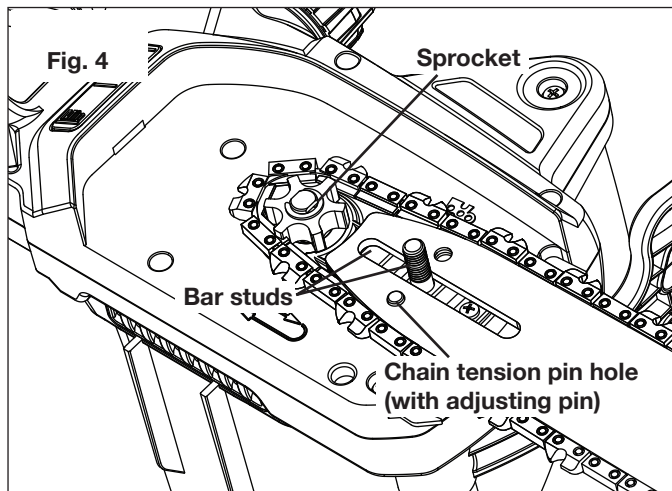 Fig. 4
Sprocket
Bar studs
Chain tension pin hole
(with adjusting pin)